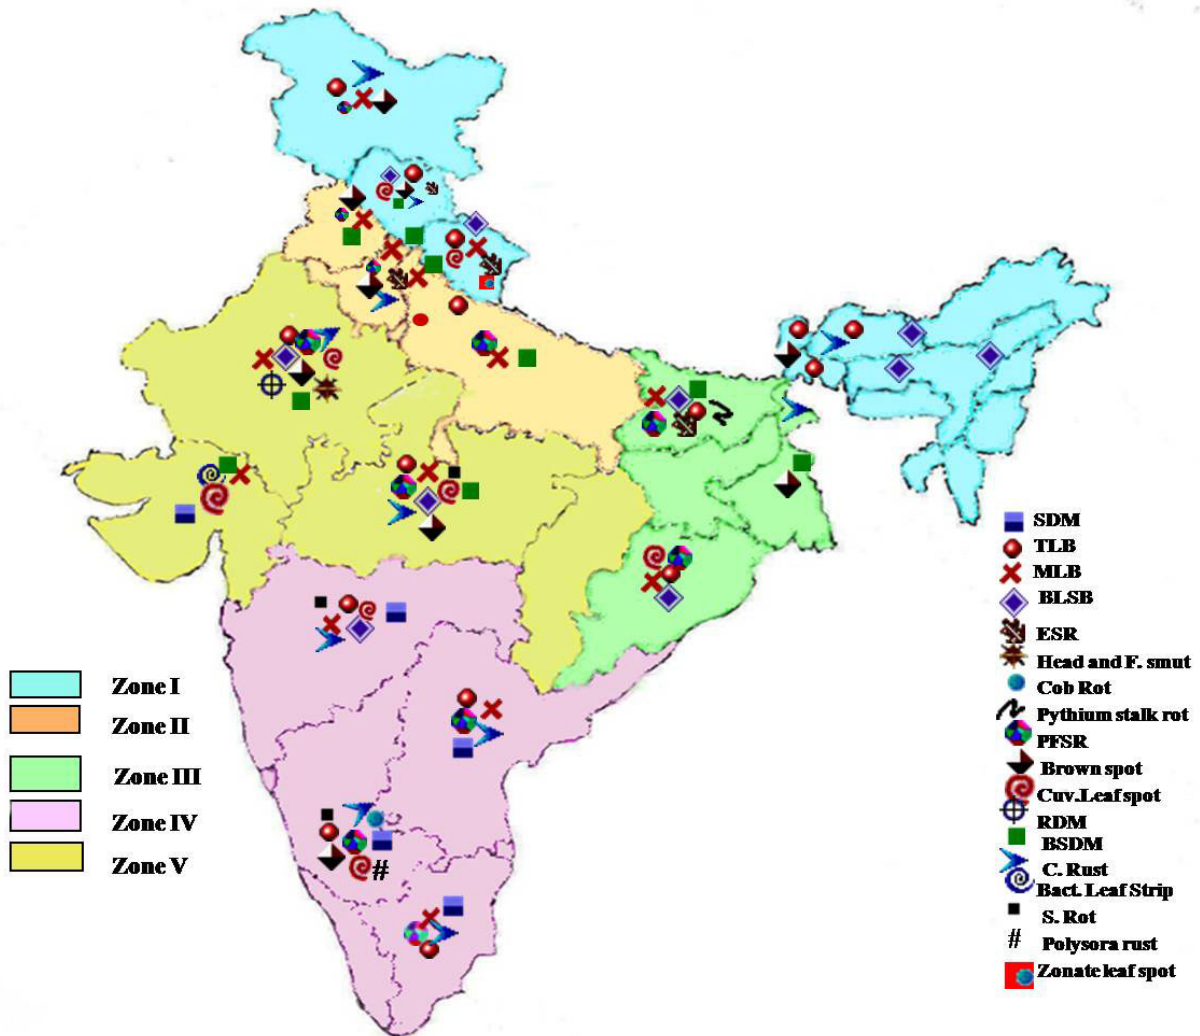 Zone I
Zone II
Zone III
Zone IV
Zone V
SDM
TLB
MLB
BLSB
ESR
Head and F. smut
Cob Rot
Pythium stalk rot
PFSR
Brown spot
Cuv.Leaf spot
RDM
BSDM
C. Rust
Bact. Leaf Strip
S. Rot
# Polysora rust
Zonate leaf spot
#